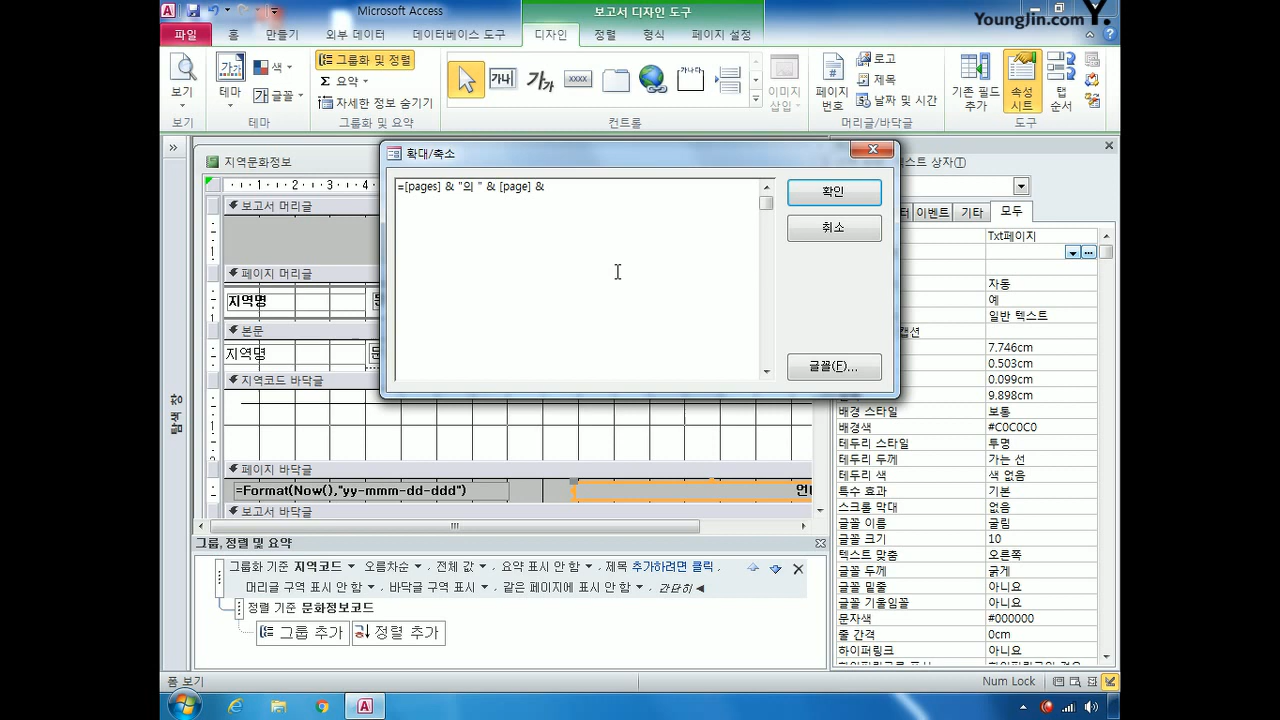 Microsoft Access
보고서 디자인 도구
YoungJin.com Y.
파일
홈
만들기
외부 데이터
데이터베이스 도구
디자인
정렬
형식
페이지 설정
보기
테마
색
글꼴
그룹화 및 정렬
Σ 요약
자세한 정보 숨기기
가나
가가
xxxx
가나다
이미지
삽입
페이지
번호
로고
제목
날짜 및 시간
기존 필드
추가
속성
시트
탭
순서
보기
테마
그룹화 및 요약
컨트롤
머리글/바닥글
도구
»
지역문화정보
확대/축소
=[pages] & "의 " & [page] &
확인
취소
글꼴(F)...
스트 상자(T)
이벤트
기타
모두
Txt페이지
자동
예
일반 텍스트
캡션
7.746cm
0.503cm
0.099cm
9.898cm
배경 스타일 보통
배경색 #C0C0C0
테두리 스타일 투명
테두리 두께 가는 선
테두리 색 색 없음
특수 효과 기본
스크롤 막대 없음
글꼴 이름 굴림
글꼴 크기 10
텍스트 맞춤 오른쪽
글꼴 두께 굵게
글꼴 밑줄 아니요
글꼴 기울임꼴 아니요
문자색 #000000
줄 간격 0cm
하이퍼링크 아니요
1 2 3 4
보고서 머리글
페이지 머리글
지역명
본문
지역명
지역코드 바닥글
페이지 바닥글
=Format(Now(),"yy-mmm-dd-ddd")
보고서 바닥글
탐색 창
그룹, 정렬 및 요약
그룹화 기준 지역코드 오름차순 , 전체 값 , 요약 표시 안 함 , 제목 추가하려면 클릭 ,
머리글 구역 표시 안 함 , 바닥글 구역 표시 , 같은 페이지에 표시 안 함 , 간단히 ◀
정렬 기준 문화정보코드
그룹 추가
정렬 추가
폼 보기
Num Lock